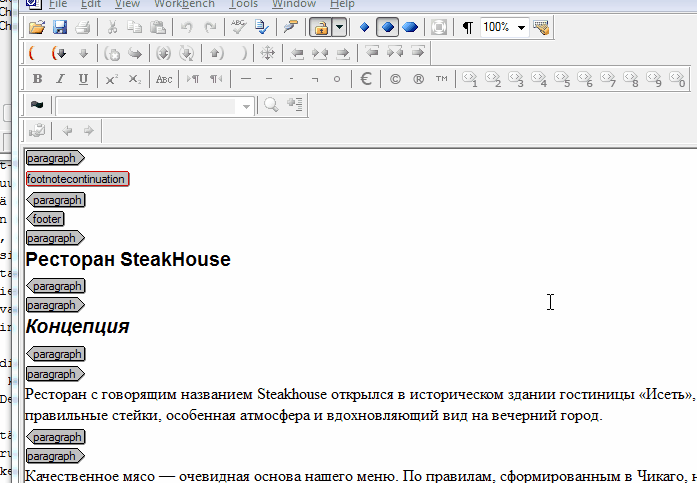 File Edit View Workbench Tools Window Help
100%
B I U x² x₂ ABC ¶ ¶ — – - ¬ ○ € © ® ™ 1 2 3 4 5 6 7 8 9 0
paragraph
footnotecontinuation
paragraph
footer
paragraph
Ресторан SteakHouse
paragraph
paragraph
Концепция
paragraph
paragraph
Ресторан с говорящим названием Steakhouse открылся в историческом здании гостиницы «Исеть»,
правильные стейки, особенная атмосфера и вдохновляющий вид на вечерний город.
paragraph
paragraph
Качественное мясо — очевидная основа нашего меню. По правилам, сформированным в Чикаго, н